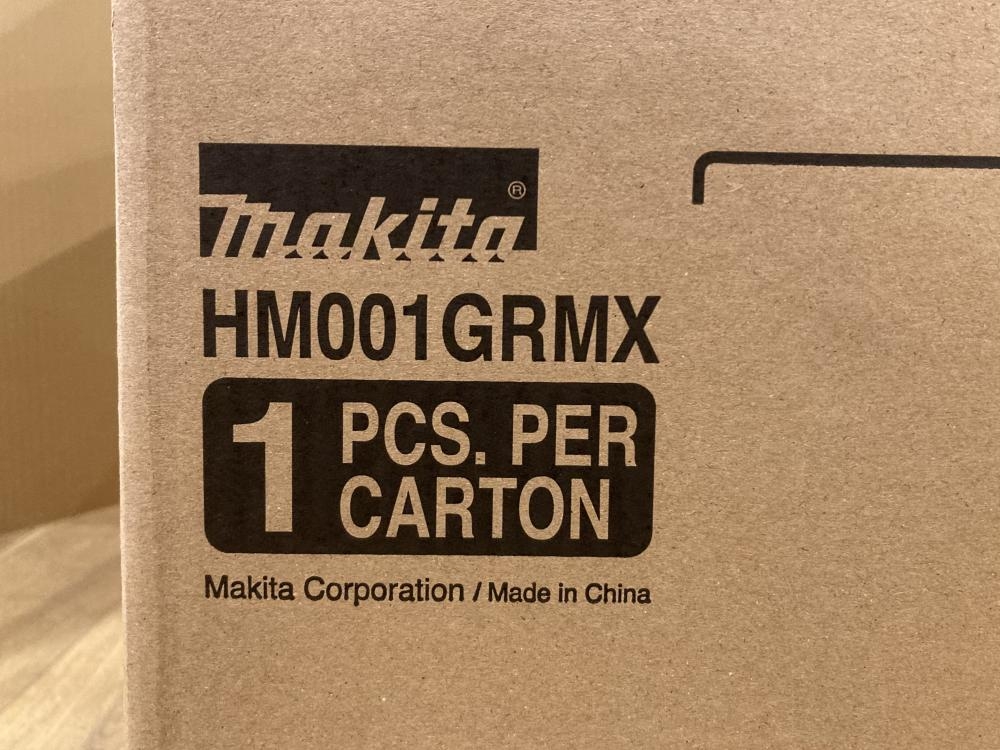 makita®
HM001GRMX
1 PCS. PER
CARTON
Makita Corporation / Made in China